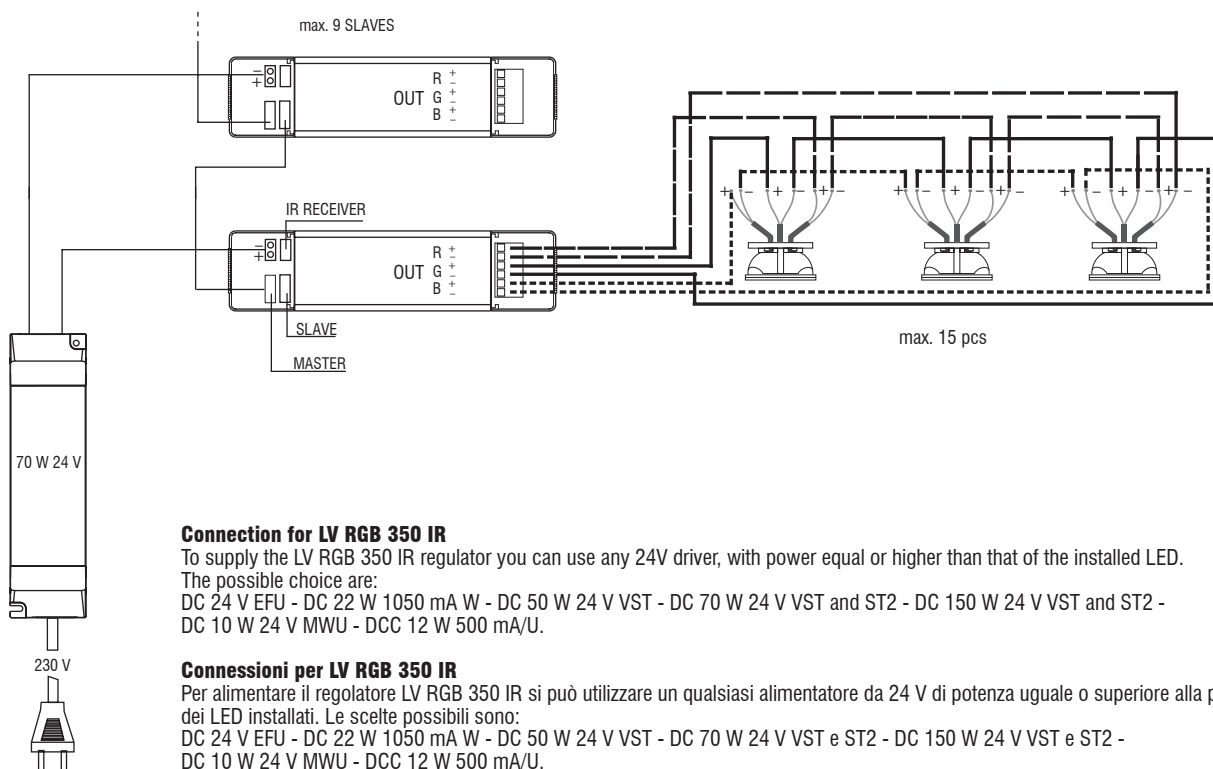 max. 9 SLAVES
− +
OUT
R + −
G + −
B + −
IR RECEIVER
− +
OUT
R + −
G + −
B + −
SLAVE
MASTER
+ − + − + −
+ − + − + −
+ − + − + −
max. 15 pcs
70 W 24 V
230 V
Connection for LV RGB 350 IR
To supply the LV RGB 350 IR regulator you can use any 24V driver, with power equal or higher than that of the installed LED.
The possible choice are:
DC 24 V EFU - DC 22 W 1050 mA W - DC 50 W 24 V VST - DC 70 W 24 V VST and ST2 - DC 150 W 24 V VST and ST2 -
DC 10 W 24 V MWU - DCC 12 W 500 mA/U.
Connessioni per LV RGB 350 IR
Per alimentare il regolatore LV RGB 350 IR si può utilizzare un qualsiasi alimentatore da 24 V di potenza uguale o superiore alla
dei LED installati. Le scelte possibili sono:
DC 24 V EFU - DC 22 W 1050 mA W - DC 50 W 24 V VST - DC 70 W 24 V VST e ST2 - DC 150 W 24 V VST e ST2 -
DC 10 W 24 V MWU - DCC 12 W 500 mA/U.